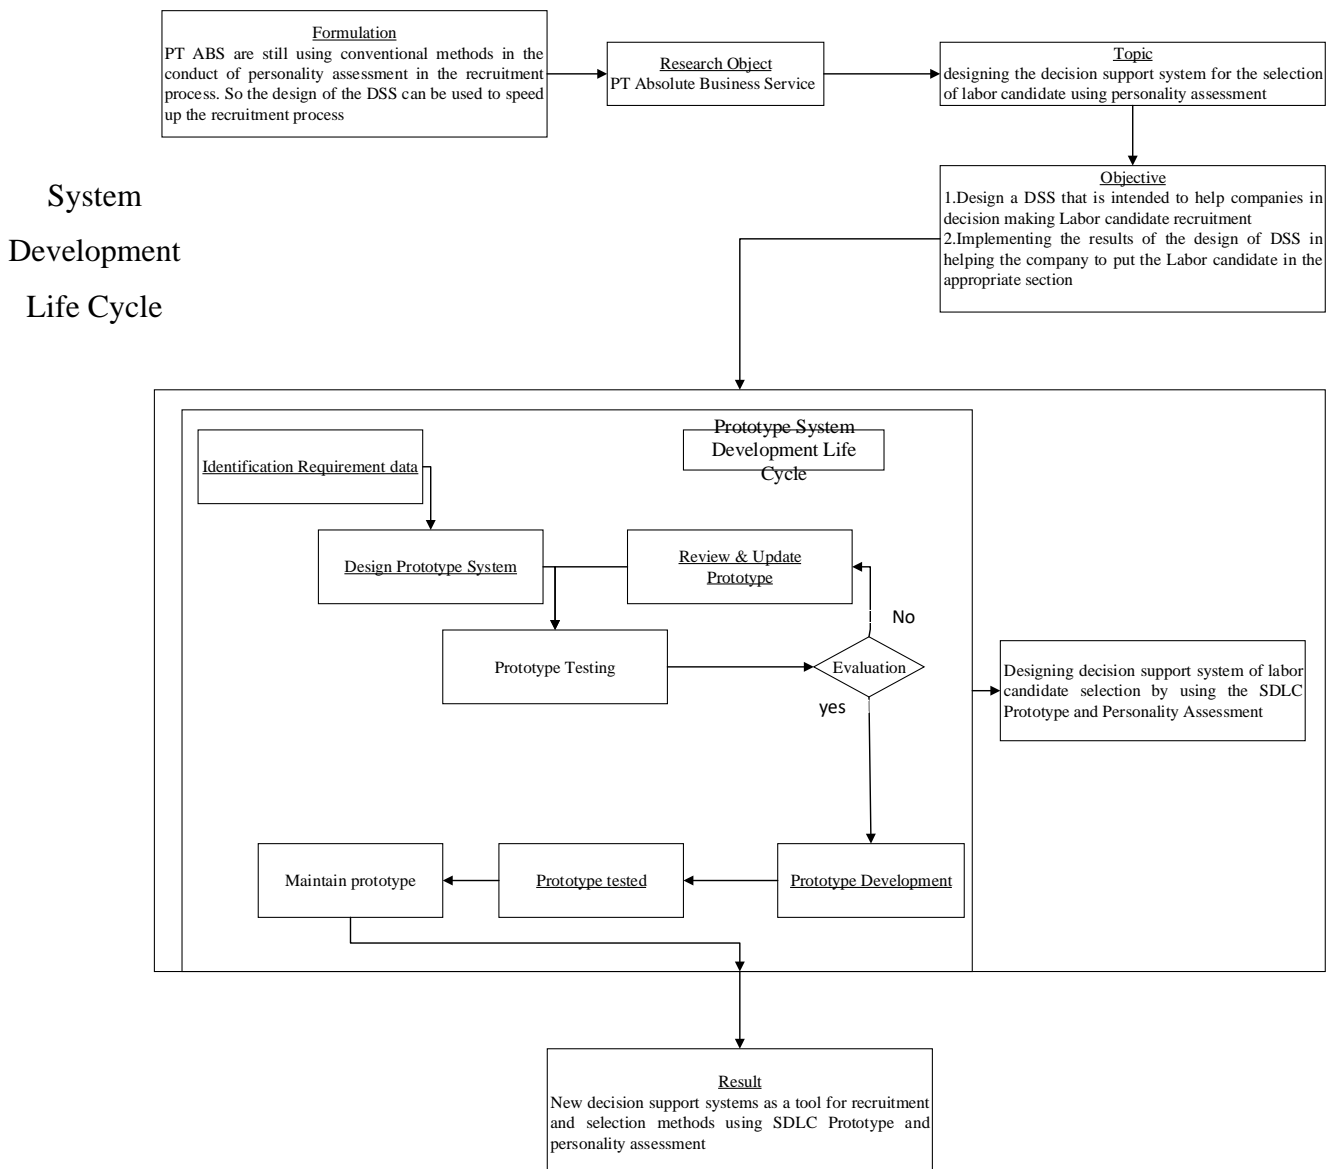 Formulation
PT ABS are still using conventional methods in the
conduct of personality assessment in the recruitment
process. So the design of the DSS can be used to speed
up the recruitment process
Research Object
PT Absolute Business Service
Topic
designing the decision support system for the selection
of labor candidate using personality assessment
System
Development
Life Cycle
Objective
1.Design a DSS that is intended to help companies in
decision making Labor candidate recruitment
2.Implementing the results of the design of DSS in
helping the company to put the Labor candidate in the
appropriate section
Prototype System
Development Life
Cycle
Identification Requirement data
Design Prototype System
Review & Update
Prototype
No
Prototype Testing
Evaluation
yes
Designing decision support system of labor
candidate selection by using the SDLC
Prototype and Personality Assessment
Maintain prototype
Prototype tested
Prototype Development
Result
New decision support systems as a tool for recruitment
and selection methods using SDLC Prototype and
personality assessment